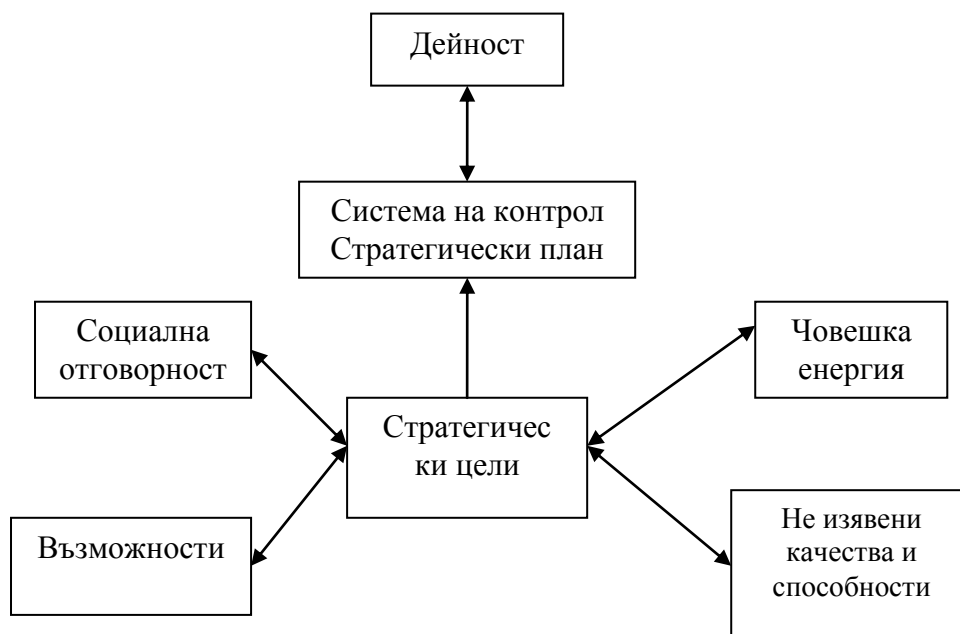 Дейност
Система на контрол
Стратегически план
Социална
отговорност
Човешка
енергия
Стратегичес
ки цели
Възможности
Не изявени
качества и
способности